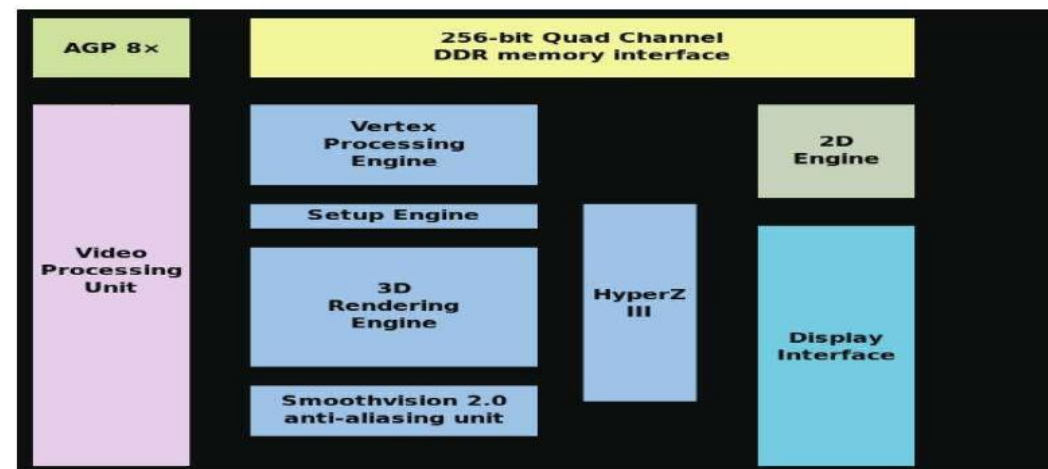 AGP 8×
256-bit Quad Channel
DDR memory interface
Vertex
Processing
Engine
2D
Engine
Setup Engine
Video
Processing
Unit
3D
Rendering
Engine
HyperZ
III
Display
Interface
Smoothvision 2.0
anti-aliasing unit